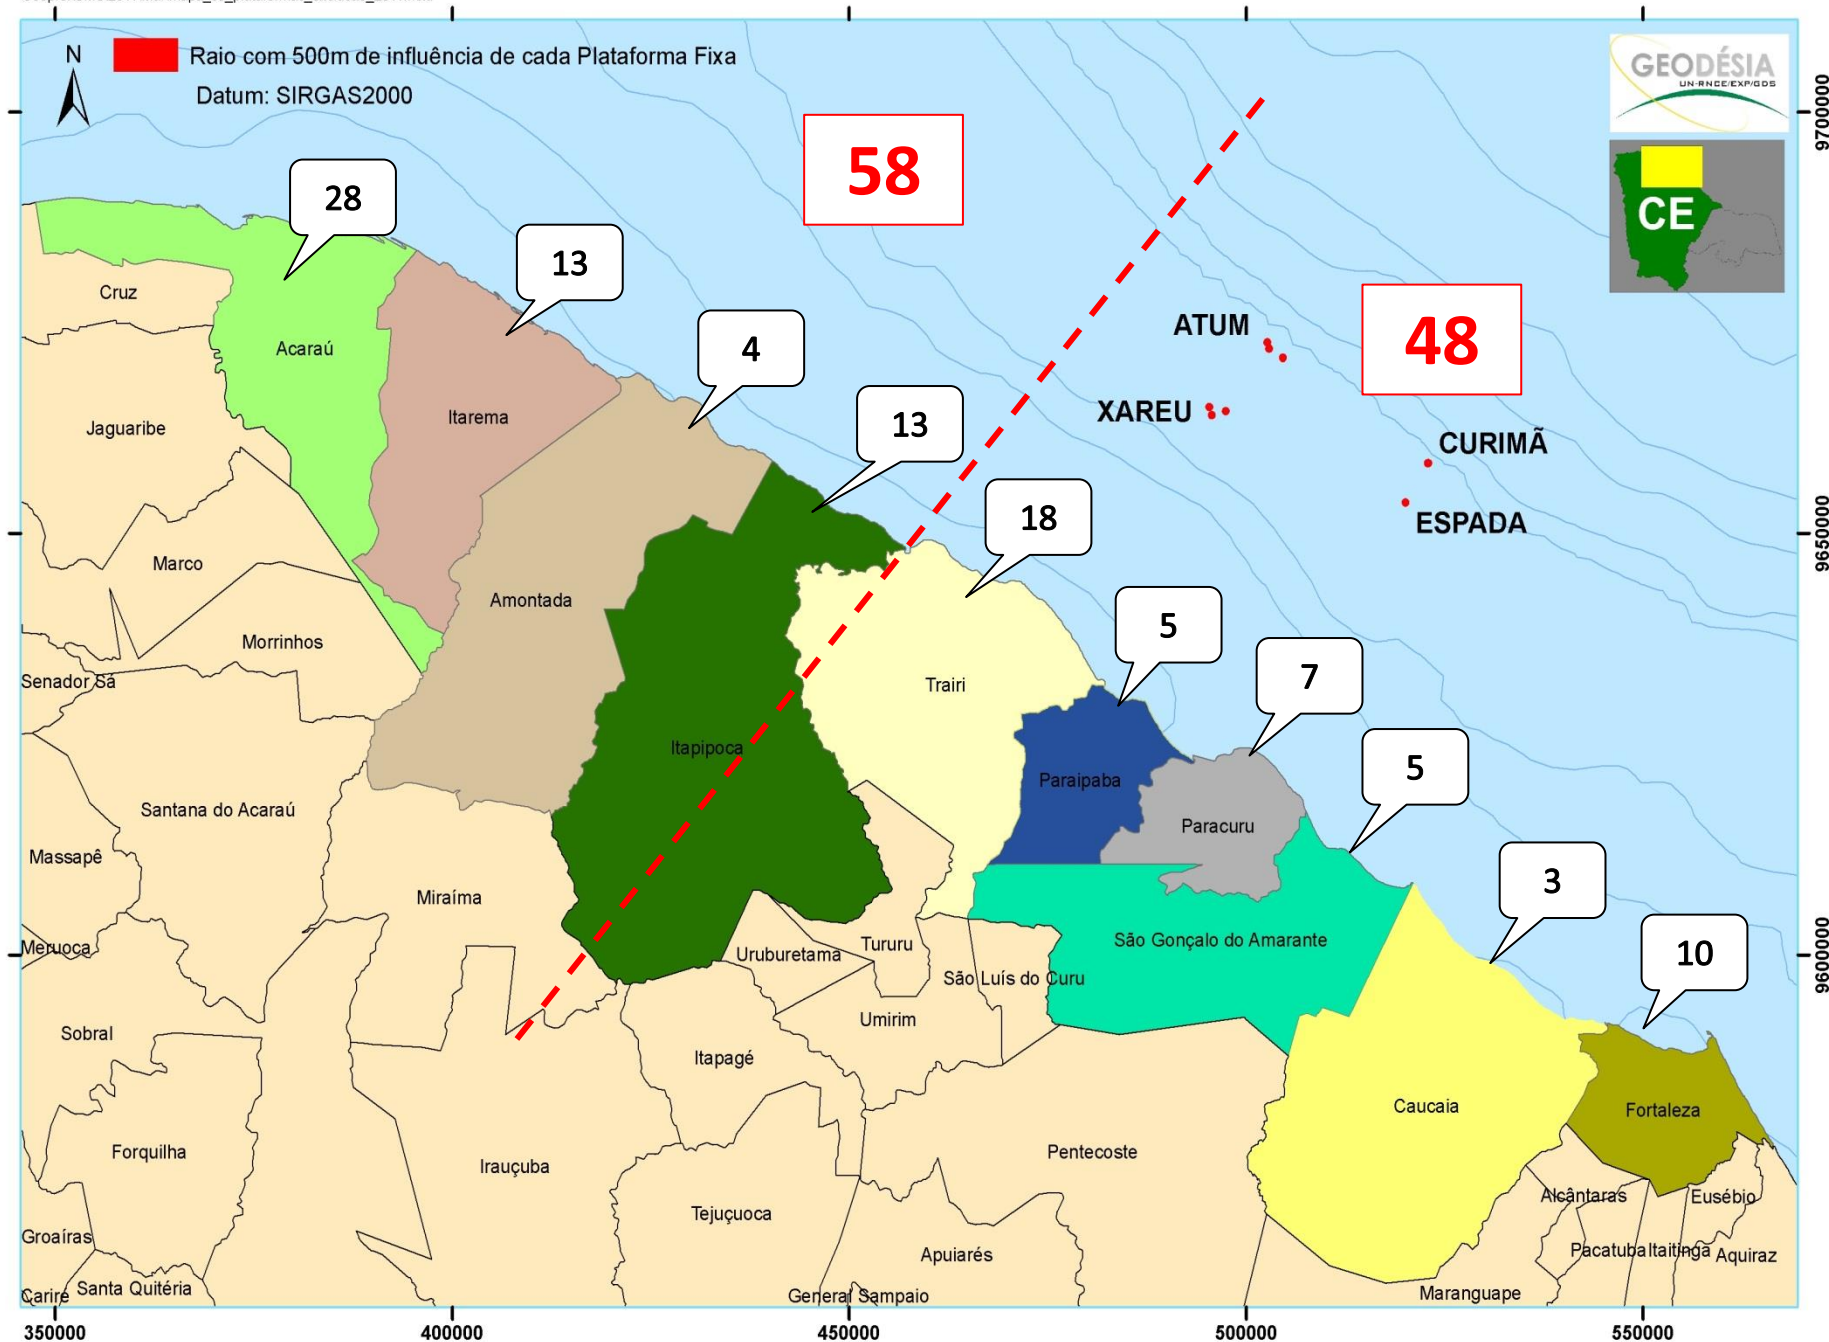 N
Raio com 500m de influência de cada Plataforma Fixa
Datum: SIRGAS2000
GEODÉSIA
UN-RNCE/EXP/GDS
CE
58
48
28
13
4
13
18
5
7
5
3
10
ATUM
XAREU
CURIMÃ
ESPADA
Cruz
Acaraú
Itarema
Jaguaribe
Marco
Amontada
Morrinhos
Senador Sá
Trairi
Itapipoca
Paraipaba
Paracuru
Santana do Acaraú
Massapê
Miraíma
Meruoca
Uruburetama
Tururu
São Gonçalo do Amarante
São Luís do Curu
Sobral
Umirim
Itapagé
Caucaia
Fortaleza
Forquilha
Irauçuba
Pentecoste
Tejuçuoca
Apuiarés
Alcântaras
Eusébio
Groaíras
Pacatuba
Itaitinga
Aquiraz
Cariré
Santa Quitéria
General Sampaio
Maranguape
350000
400000
450000
500000
550000
9700000
9650000
9600000